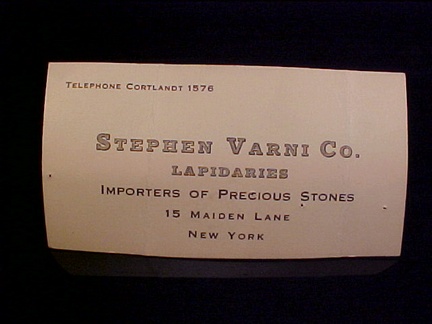 Telephone Cortlandt 1576
Stephen Varni Co.
Lapidaries
Importers of Precious Stones
15 Maiden Lane
New York